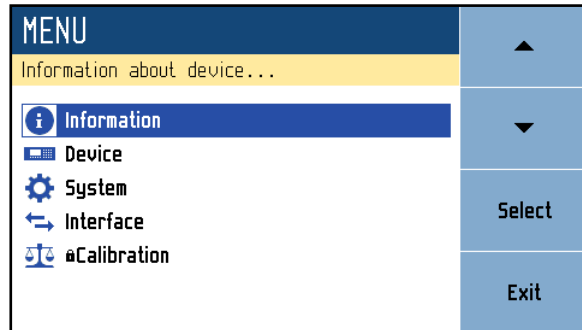 MENU
Information about device...
Information
Device
System
Interface
Calibration
Select
Exit